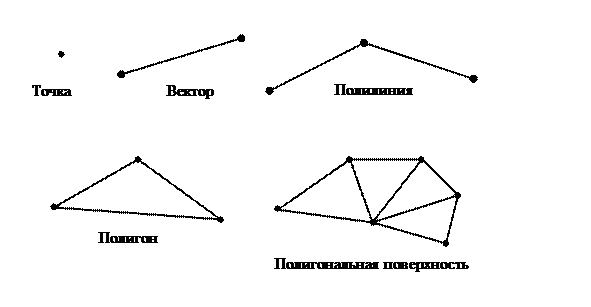 Точка
Вектор
Полилиния
Полигон
Полигональная поверхность